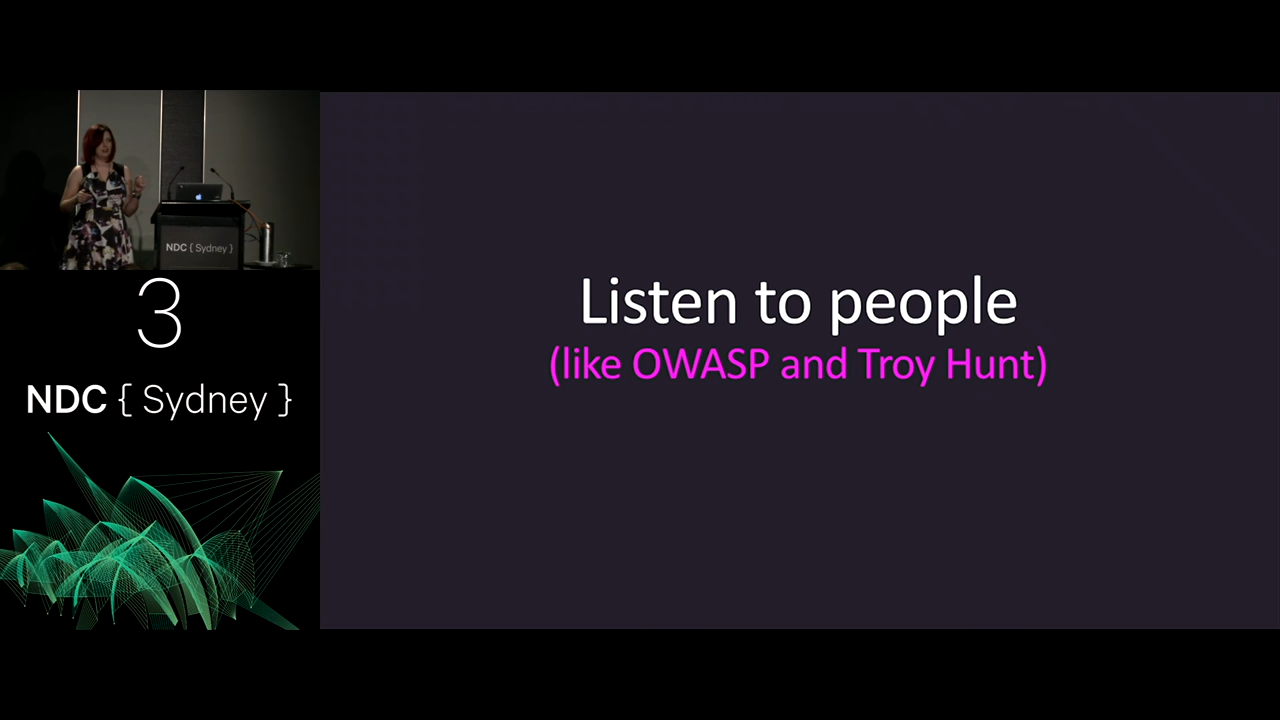 NDC { Sydney }
3
NDC { Sydney }
Listen to people
(like OWASP and Troy Hunt)